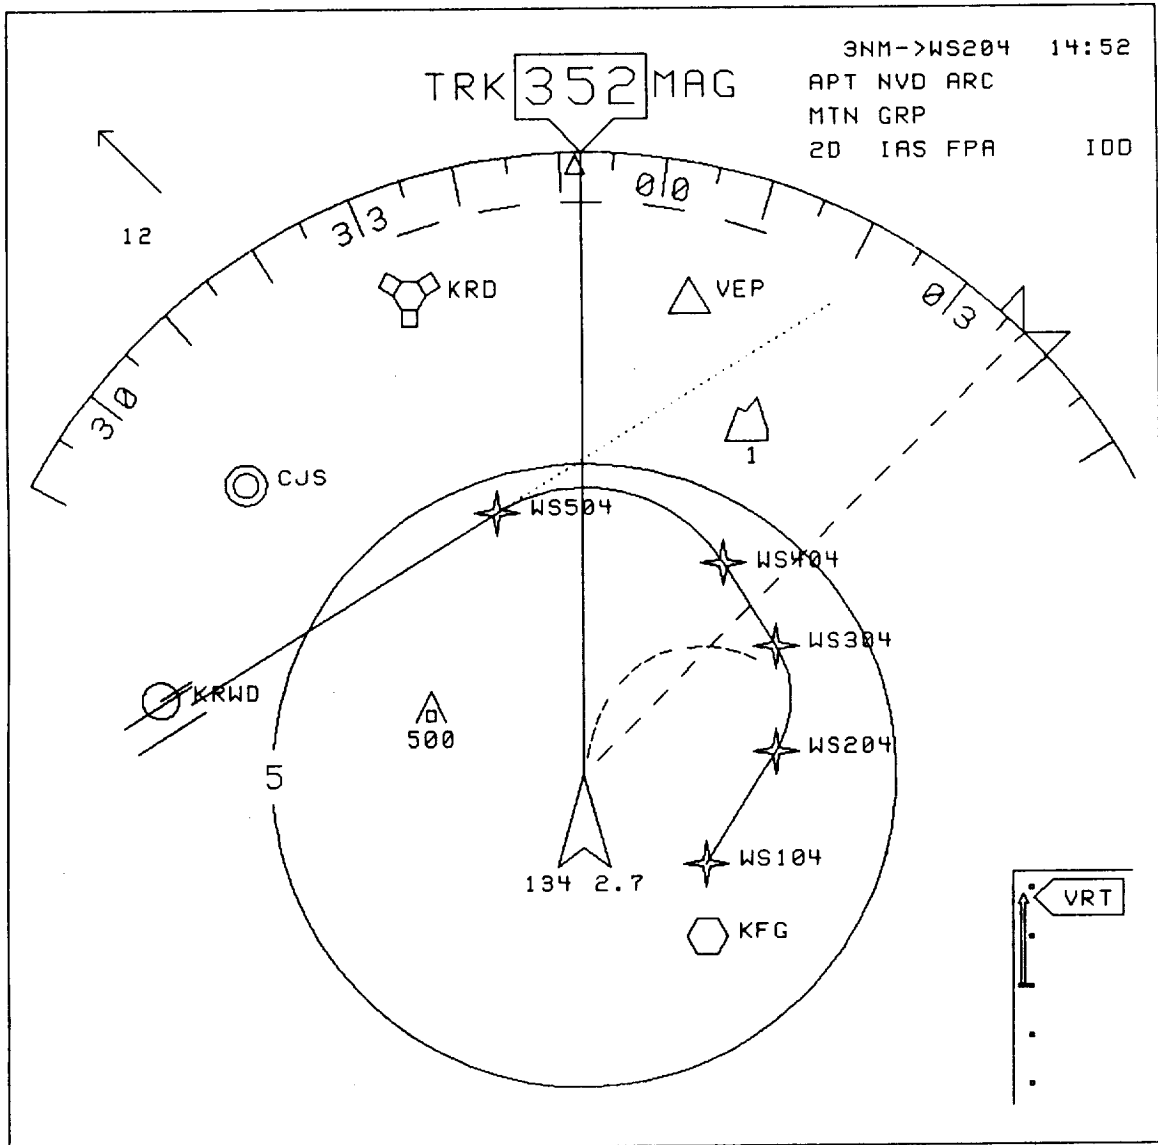 3NM->WS204 14:52
TRK 352 MAG
APT NVD ARC
MTN GRP
2D IAS FPA IDD
12
33
00
03
30
KRD
VEP
1
CJS
WS504
WS404
WS304
KRWD
500
WS204
5
WS104
134 2.7
VRT
KFG